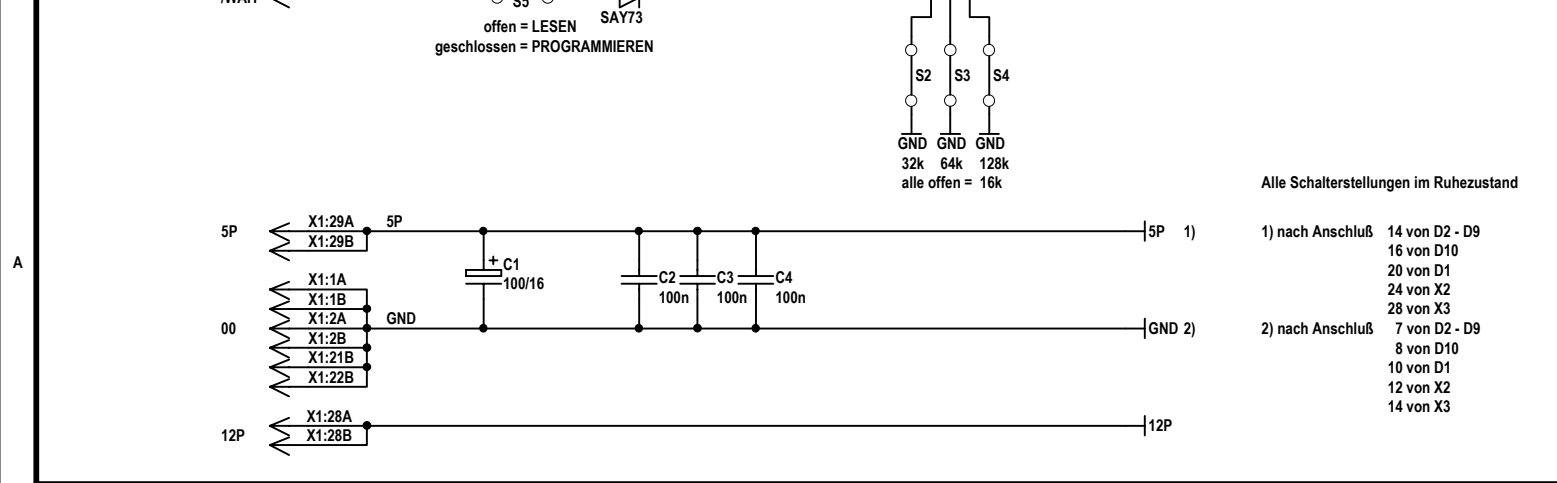 S5
SAY73
offen = LESEN
geschlossen = PROGRAMMIEREN
S2 S3 S4
GND GND GND
32k 64k 128k
alle offen = 16k
Alle Schalterstellungen im Ruhezustand
5P X1:29A 5P 5P 1) 1) nach Anschluß 14 von D2 - D9
X1:29B
16 von D10
A + C1 20 von D1
100/16 C2 C3 C4
X1:1A 24 von X2
100n 100n 100n
X1:1B 28 von X3
00 X1:2A GND GND 2) 2) nach Anschluß 7 von D2 - D9
X1:2B 8 von D10
X1:21B 10 von D1
X1:22B 12 von X2
14 von X3
12P X1:28A 12P
X1:28B